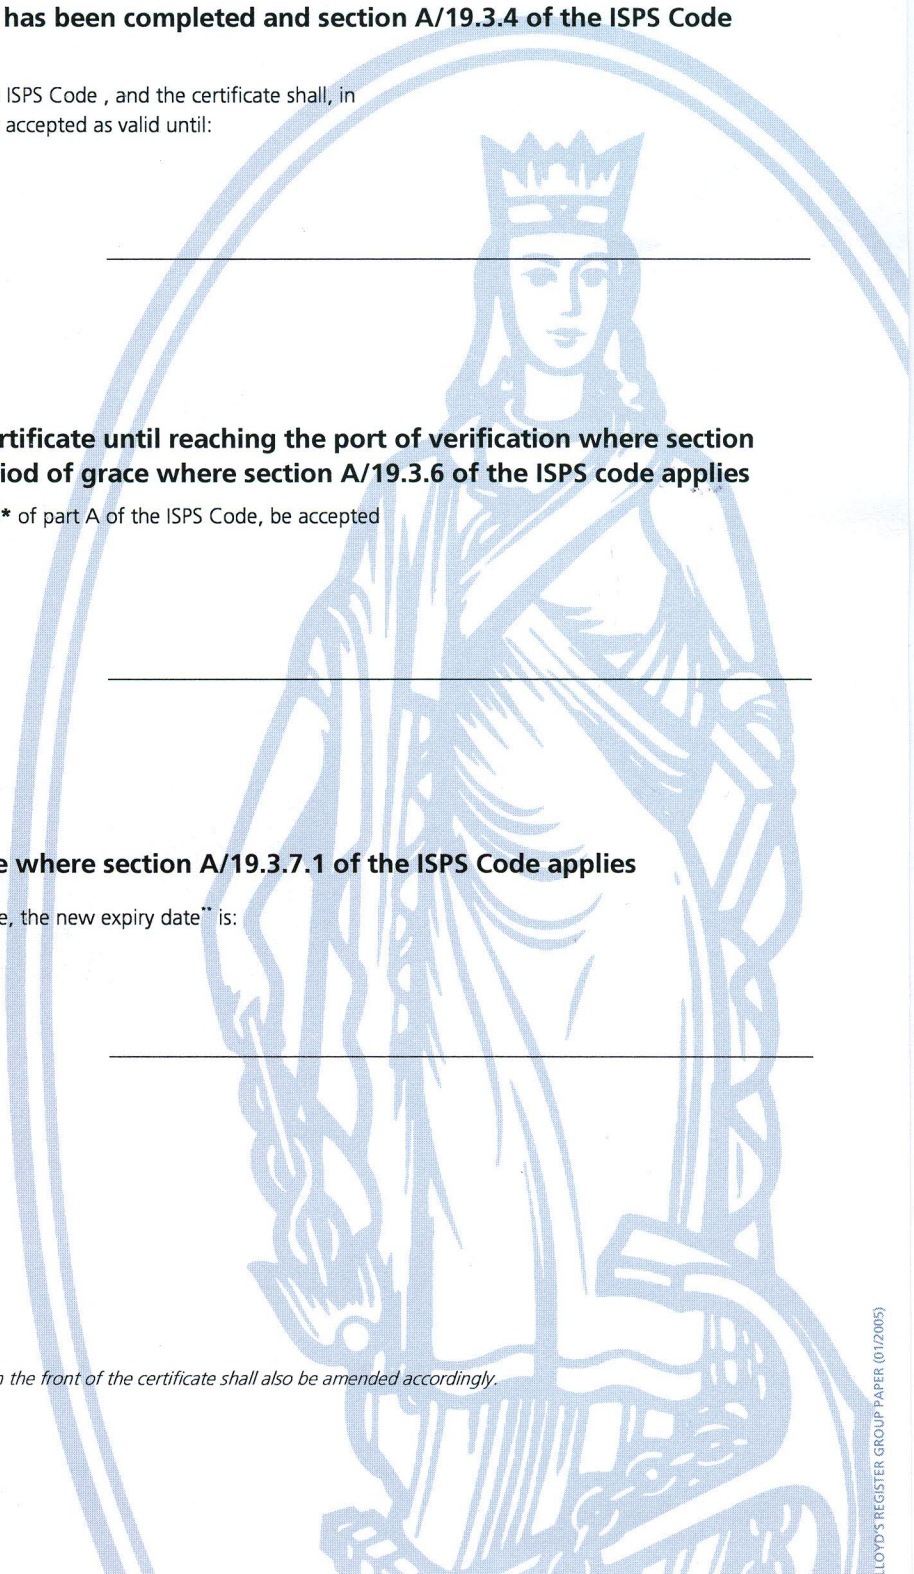 has been completed and section A/19.3.4 of the ISPS Code
ISPS Code , and the certificate shall, in
accepted as valid until:
rtificate until reaching the port of verification where section
iod of grace where section A/19.3.6 of the ISPS code applies
* of part A of the ISPS Code, be accepted
e where section A/19.3.7.1 of the ISPS Code applies
e, the new expiry date** is:
n the front of the certificate shall also be amended accordingly.
LLOYD'S REGISTER GROUP PAPER (01/2005)